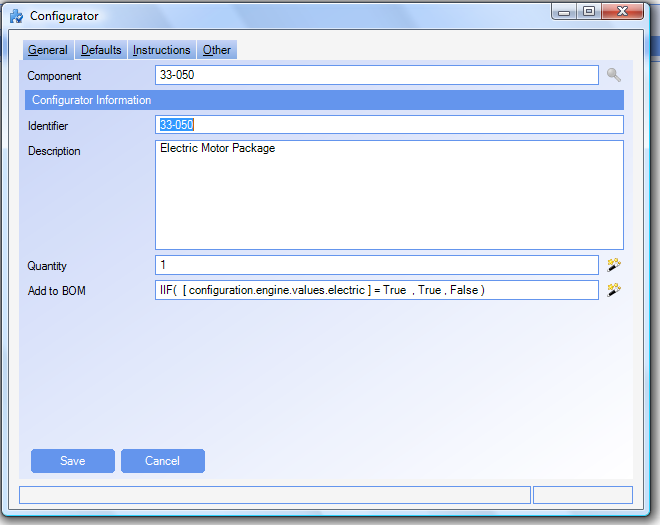 Configurator
General Defaults Instructions Other
Component 33-050
Configurator Information
Identifier 33-050
Description Electric Motor Package
Quantity 1
Add to BOM IIF( [ configuration.engine.values.electric ] = True , True , False )
Save Cancel